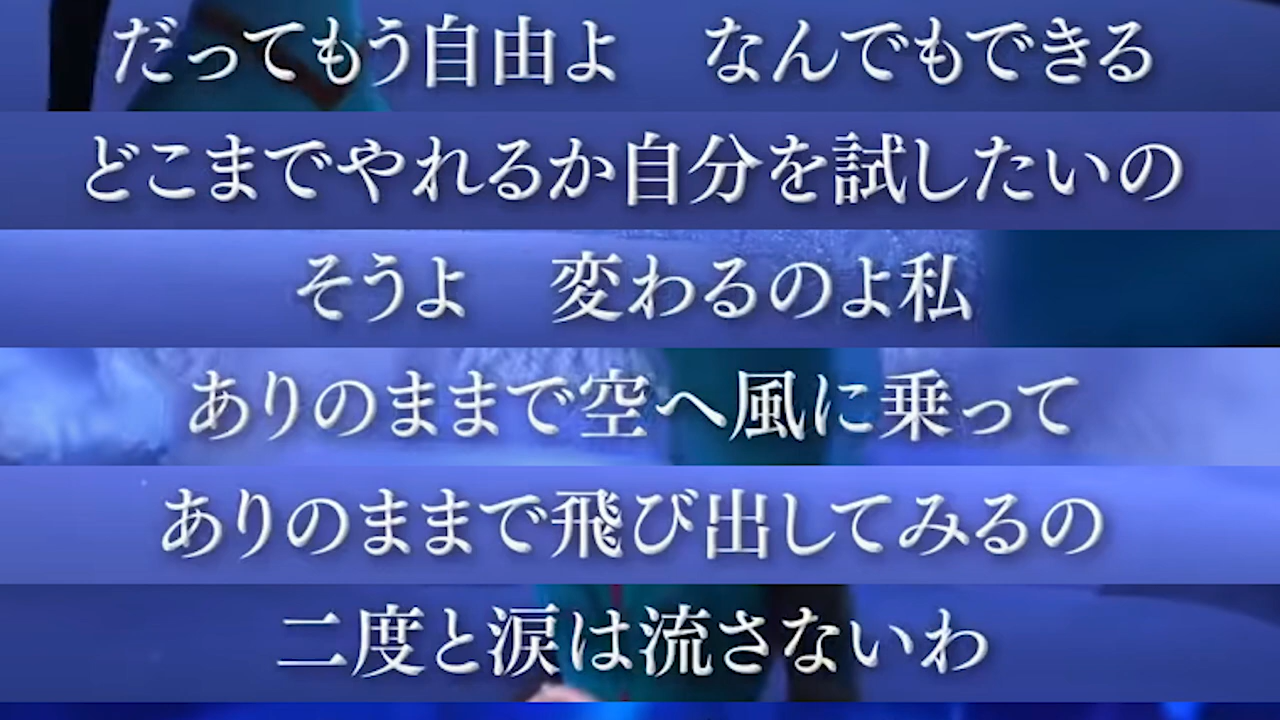 だってもう自由よ　なんでもできる
どこまでやれるか自分を試したいの
そうよ　変わるのよ私
ありのままで空へ風に乗って
ありのままで飛び出してみるの
二度と涙は流さないわ